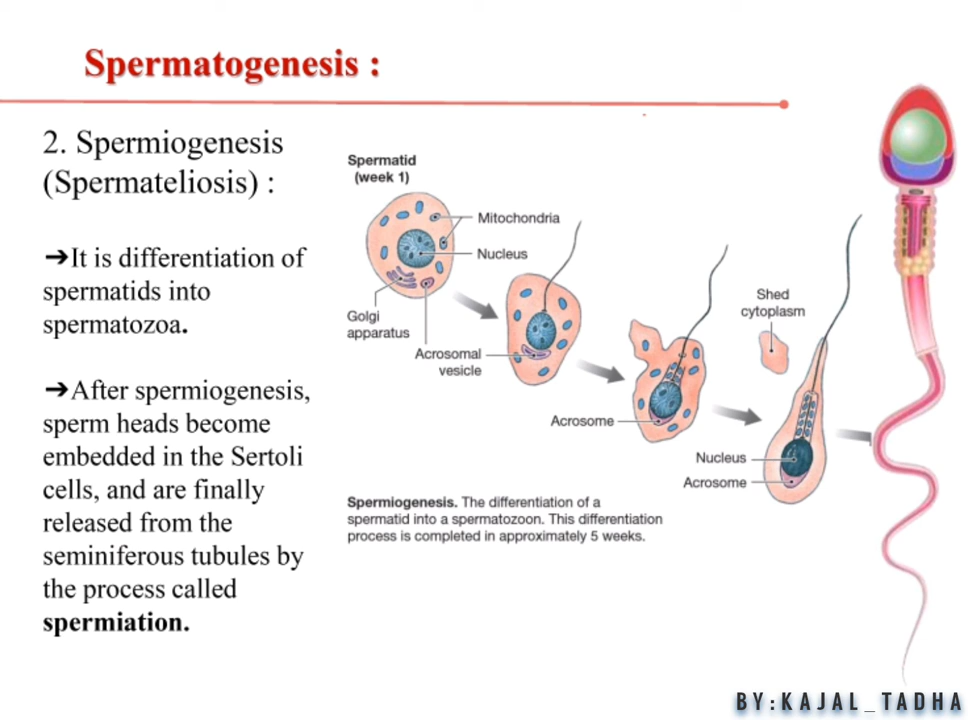 Spermatogenesis :
2. Spermiogenesis
(Spermateliosis) :
➔It is differentiation of
spermatids into
spermatozoa.
➔After spermiogenesis,
sperm heads become
embedded in the Sertoli
cells, and are finally
released from the
seminiferous tubules by
the process called
spermiation.
Spermatid
(week 1)
Mitochondria
Nucleus
Golgi
apparatus
Acrosomal
vesicle
Acrosome
Shed
cytoplasm
Nucleus
Acrosome
Spermiogenesis. The differentiation of a
spermatid into a spermatozoon. This differentiation
process is completed in approximately 5 weeks.
BY:KAJAL_TADHA